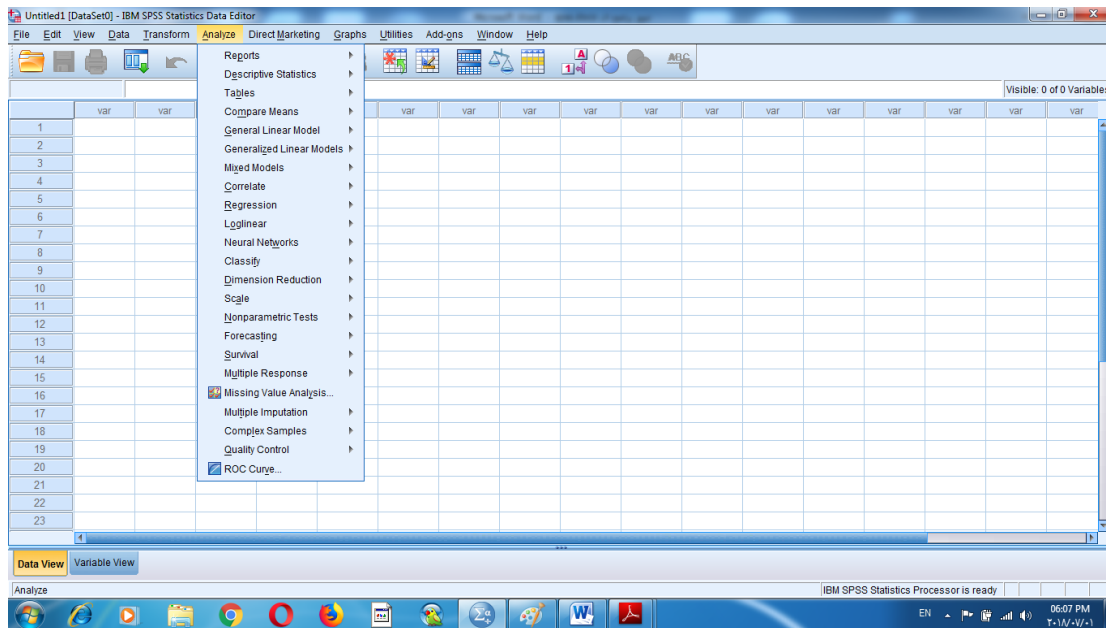 Untitled1 [DataSet0] - IBM SPSS Statistics Data Editor
File Edit View Data Transform Analyze Direct Marketing Graphs Utilities Add-ons Window Help
Visible: 0 of 0 Variables
var var var var var var var var var var var var var
Reports
Descriptive Statistics
Tables
Compare Means
General Linear Model
Generalized Linear Models
Mixed Models
Correlate
Regression
Loglinear
Neural Networks
Classify
Dimension Reduction
Scale
Nonparametric Tests
Forecasting
Survival
Multiple Response
Missing Value Analysis...
Multiple Imputation
Complex Samples
Quality Control
ROC Curve...
1
2
3
4
5
6
7
8
9
10
11
12
13
14
15
16
17
18
19
20
21
22
23
Data View Variable View
Analyze IBM SPSS Statistics Processor is ready
EN 06:07 PM
٢٠١٨/٠٧/٠١